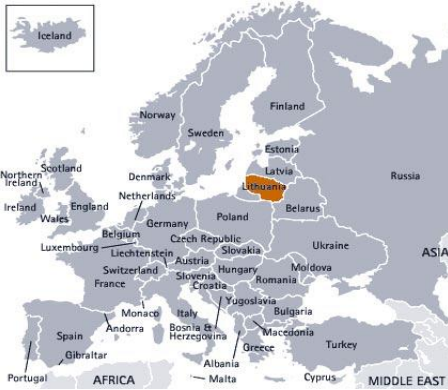 Iceland
Norway
Sweden
Finland
Estonia
Latvia
Lithuania
Russia
Scotland
Northern
Ireland
Ireland
Wales
England
Denmark
Netherlands
Belgium
Germany
Poland
Belarus
Luxembourg
Liechtenstein
Czech Republic
Slovakia
Ukraine
ASIA
Switzerland
Austria
Hungary
Moldova
France
Slovenia
Croatia
Romania
Yugoslavia
Monaco
Italy
Bosnia &
Herzegovina
Bulgaria
Macedonia
Spain
Andorra
Gibraltar
Portugal
Albania
Greece
Turkey
Malta
Cyprus
AFRICA
MIDDLE EAST